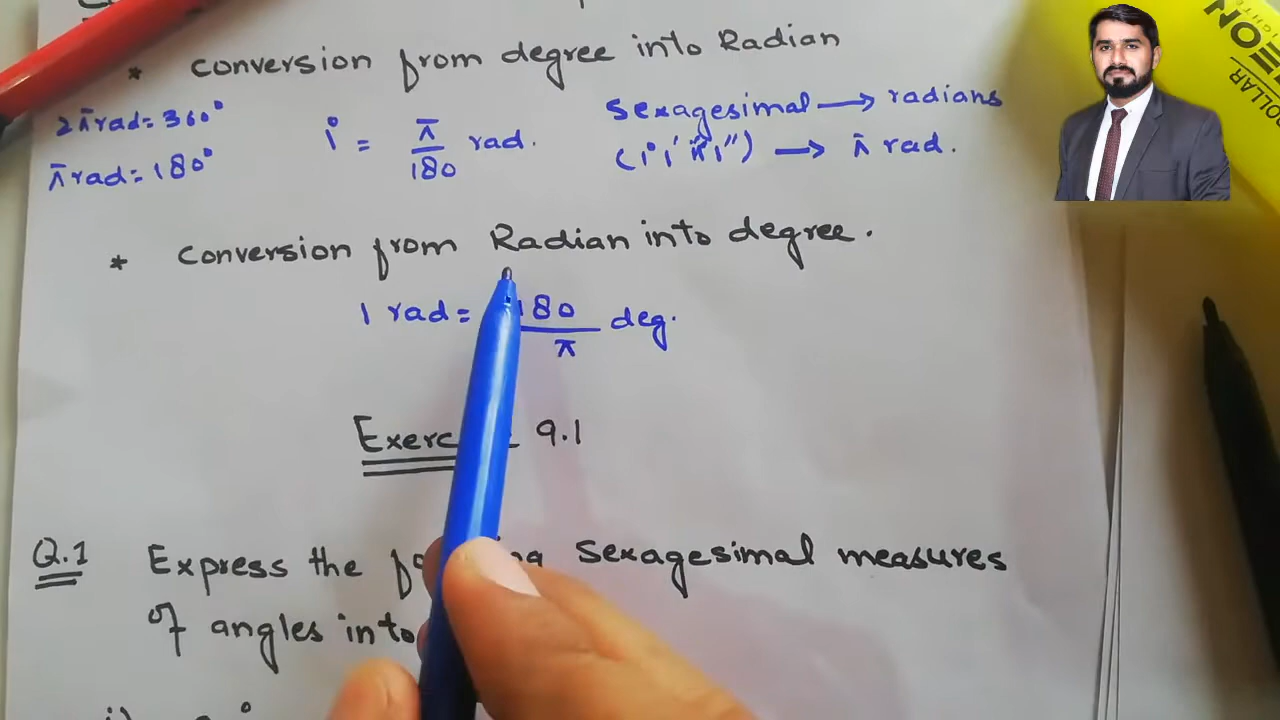 * Conversion from degree into Radian
2π rad = 360°
π rad = 180°
1° = π/180 rad.
Sexagesimal → radians
(1°, 1', 1'') → π rad.
* Conversion from Radian into degree.
1 rad = 180/π deg.
Exerc 9.1
Q.1 Express the Sexagesimal measures
of angles into
i)
DOLLAR